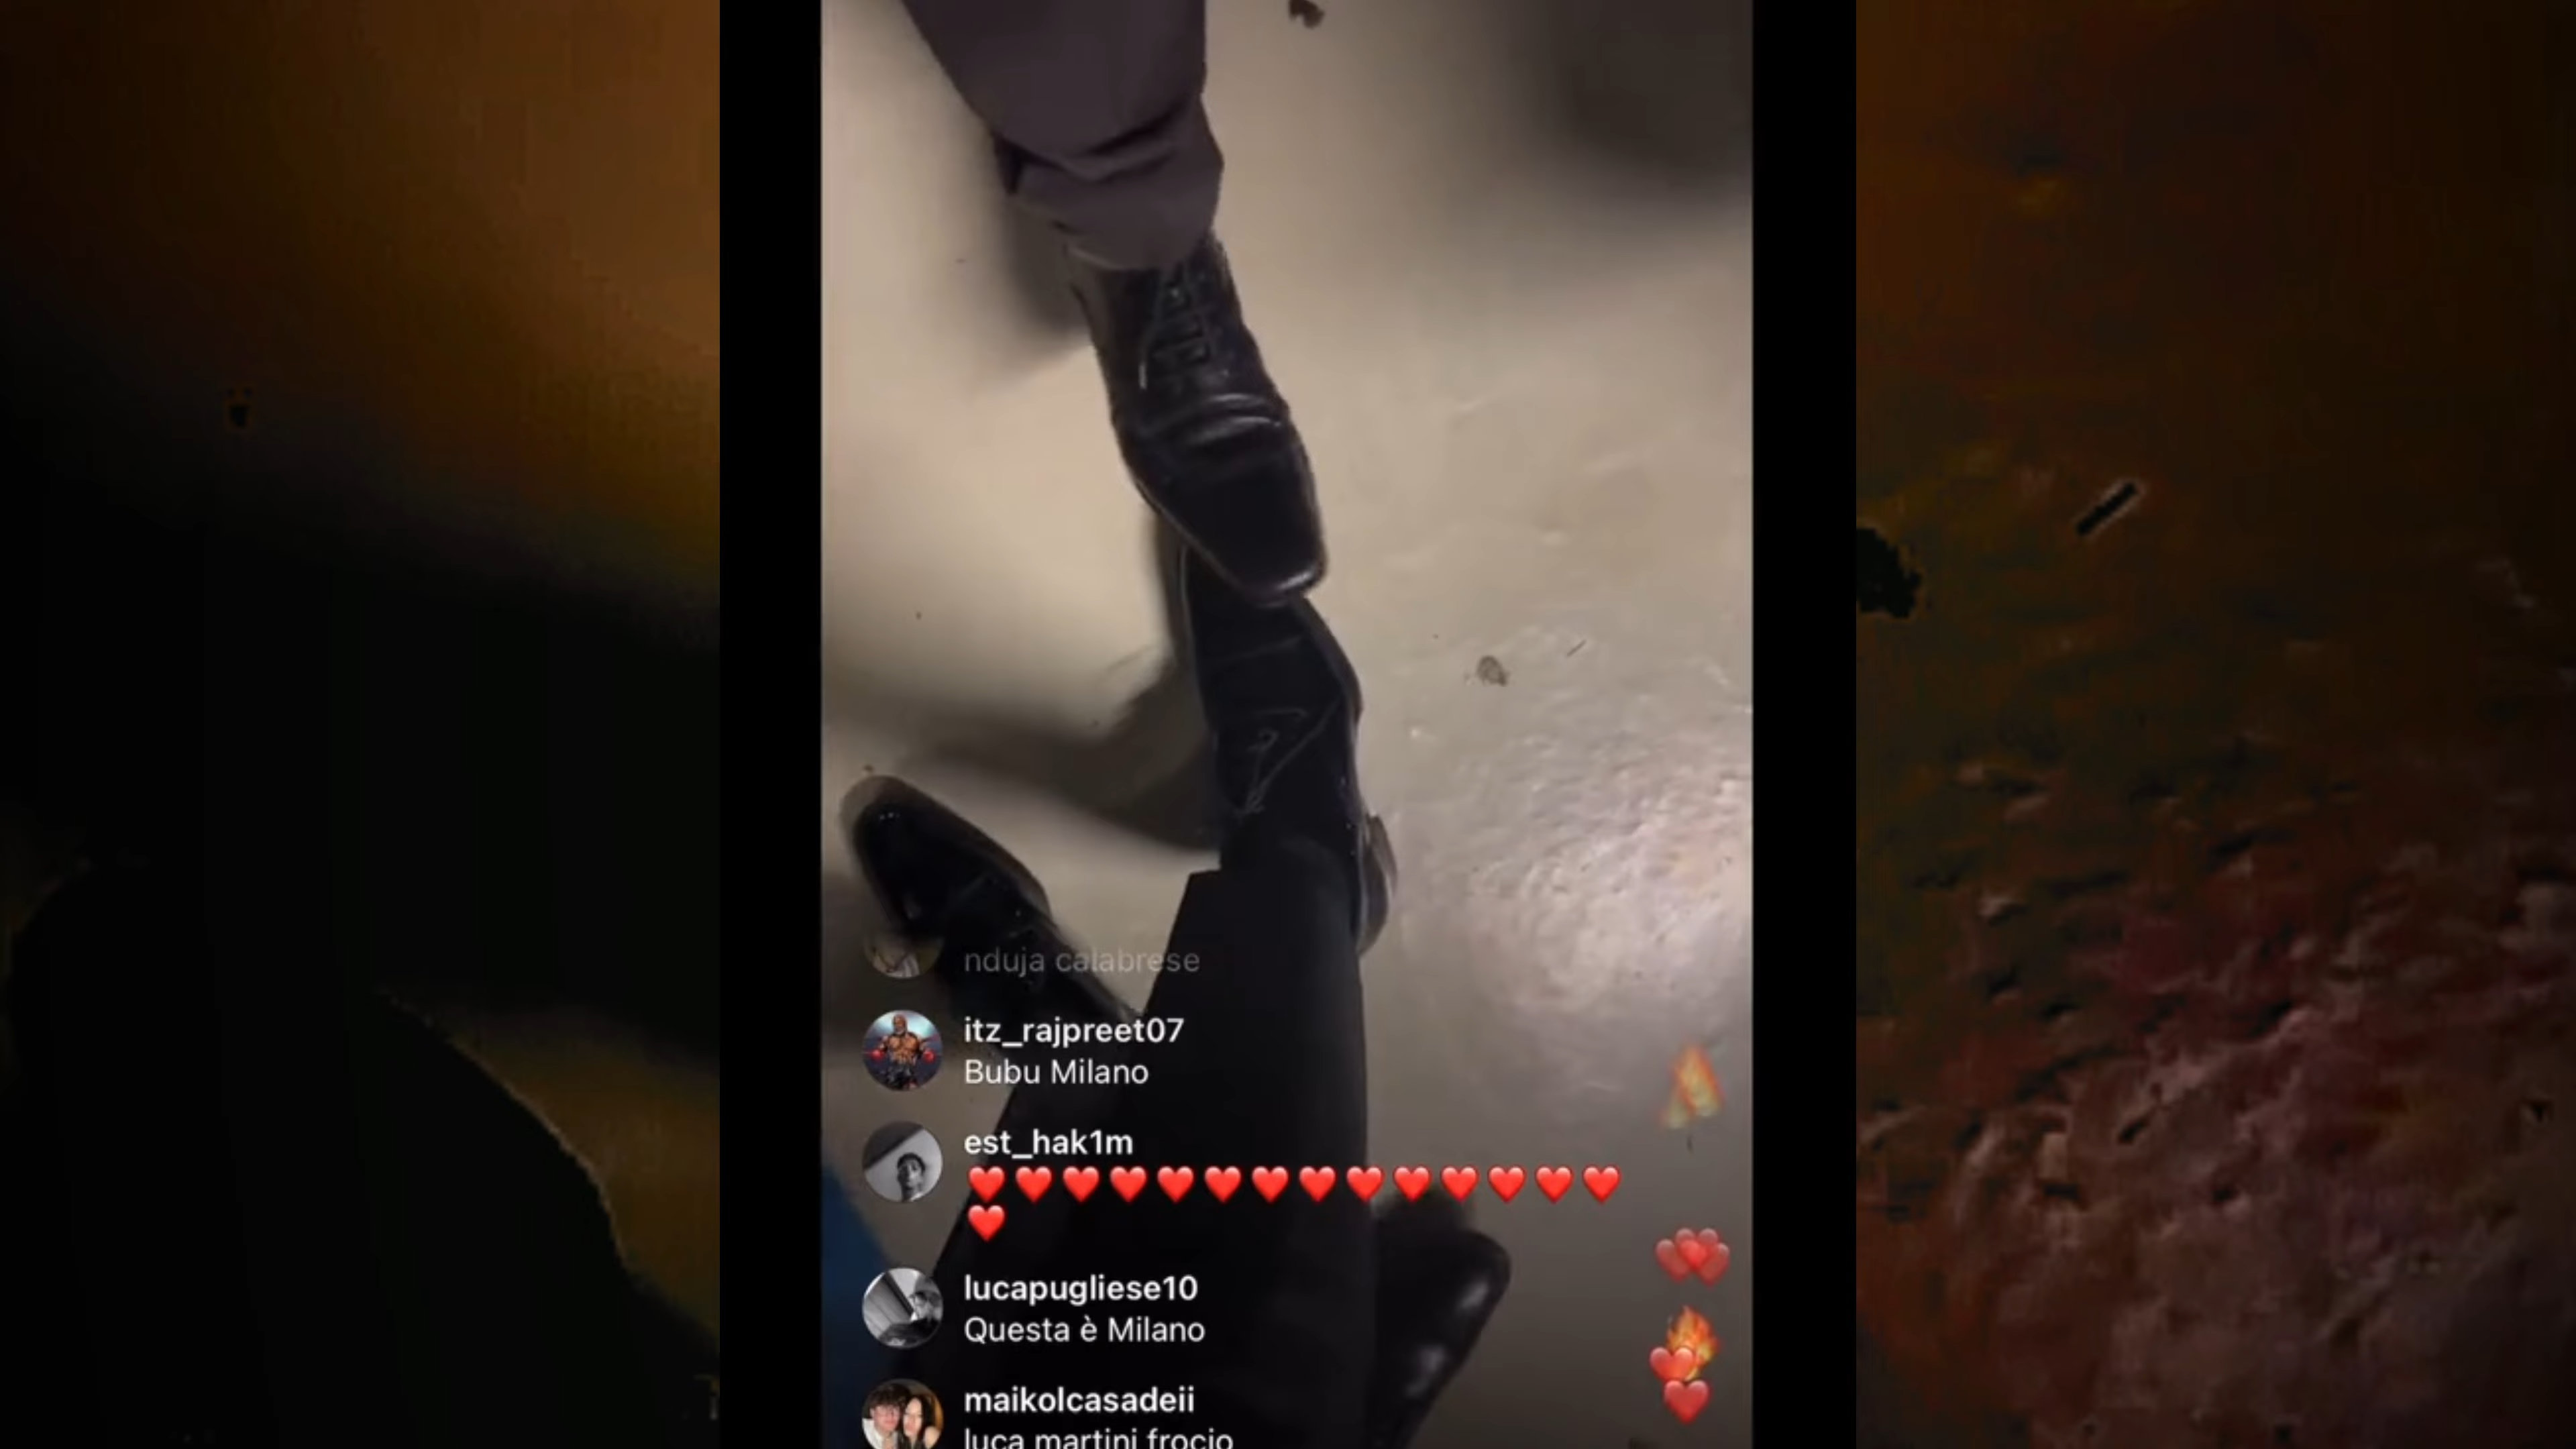 nduja calabrese
itz_rajpreet07
Bubu Milano
est_hak1m
❤️❤️❤️❤️❤️❤️❤️❤️❤️❤️❤️❤️❤️❤️
❤️
lucapugliese10
Questa è Milano
maikolcasadeii
luca martini frocio